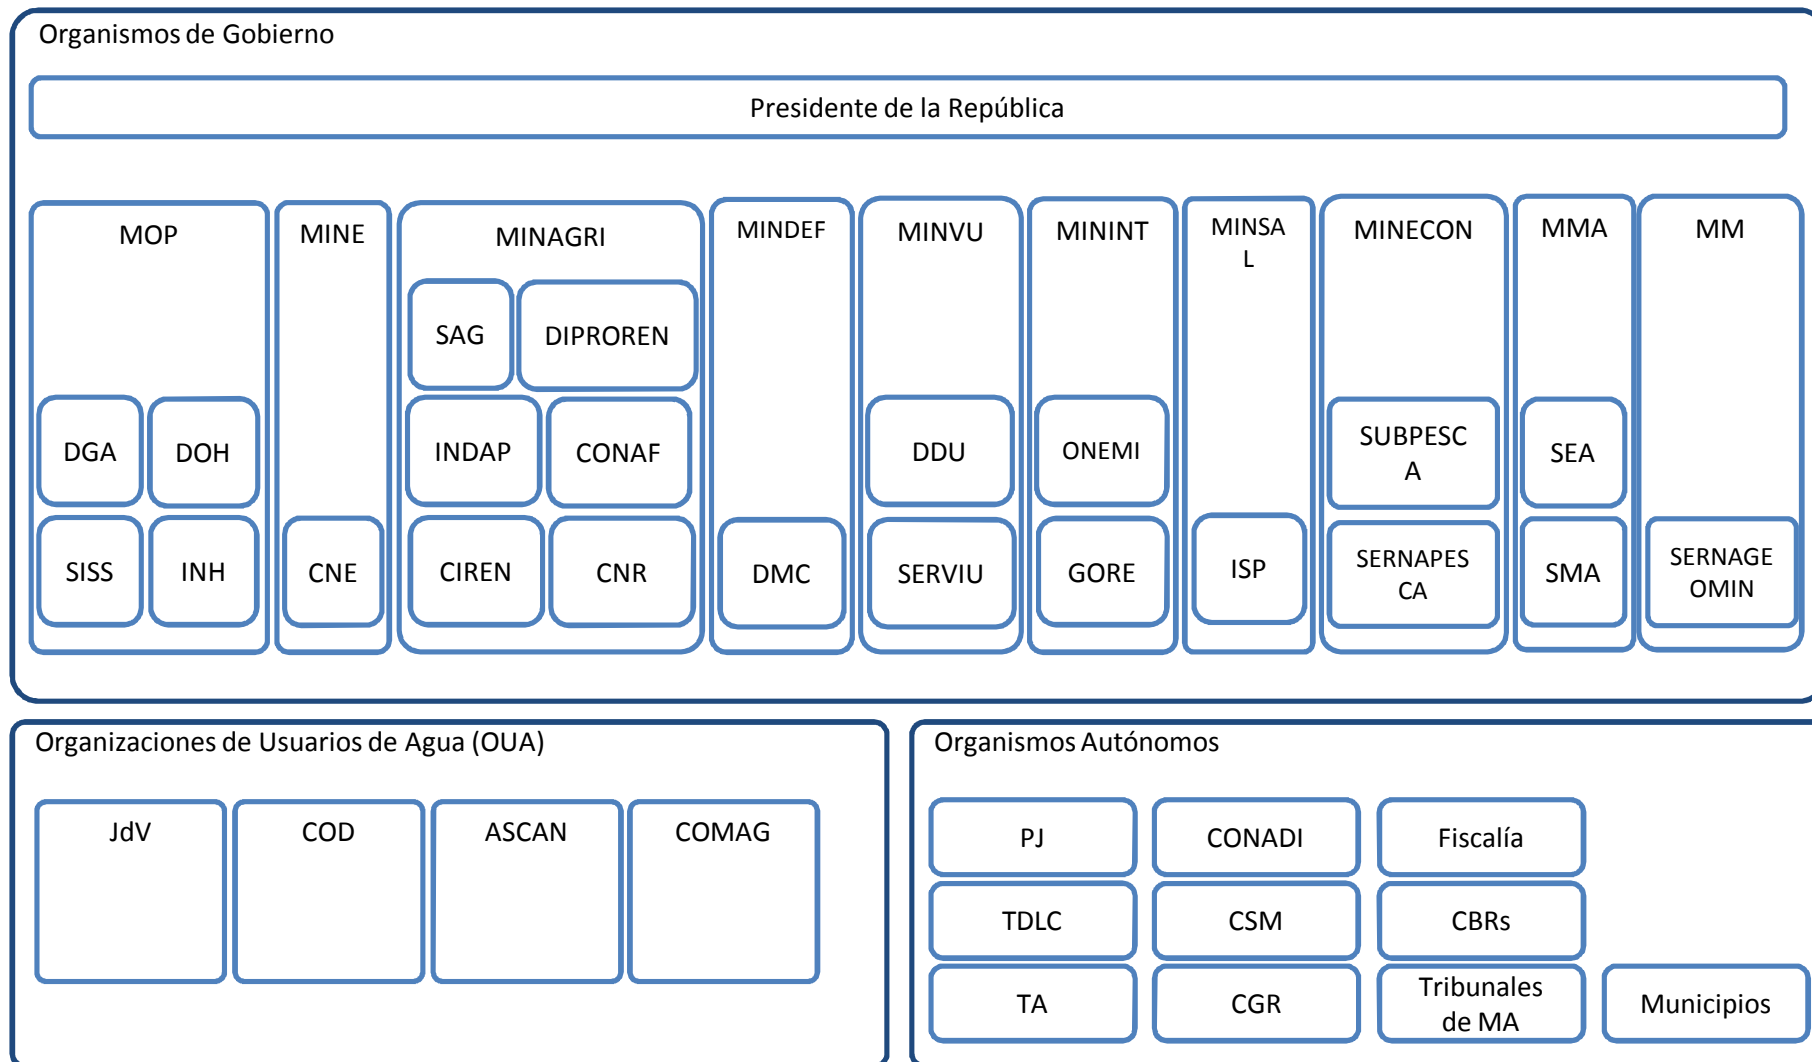 Organismos de Gobierno
Presidente de la República
MOP
MINE
MINAGRI
MINDEF
MINVU
MININT
MINSA
L
MINECON
MMA
MM
SAG
DIPROREN
DGA
DOH
INDAP
CONAF
DDU
ONEMI
SUBPESC
A
SEA
SISS
INH
CNE
CIREN
CNR
DMC
SERVIU
GORE
ISP
SERNAPES
CA
SMA
SERNAGE
OMIN
Organizaciones de Usuarios de Agua (OUA)
JdV
COD
ASCAN
COMAG
Organismos Autónomos
PJ
CONADI
Fiscalía
TDLC
CSM
CBRs
TA
CGR
Tribunales
de MA
Municipios